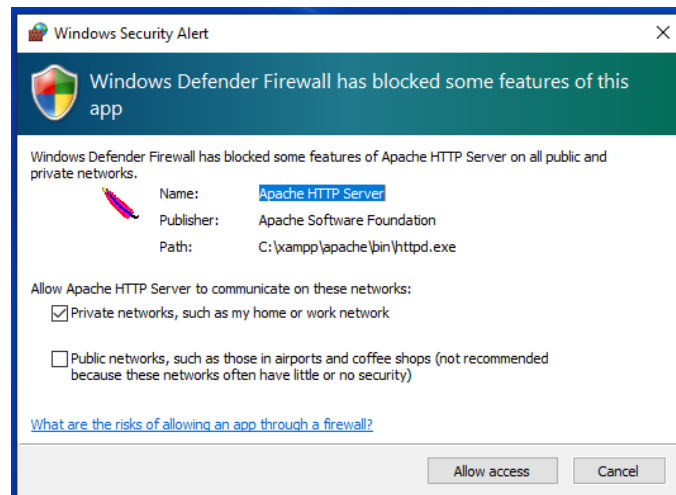 Windows Security Alert
Windows Defender Firewall has blocked some features of this
app
Windows Defender Firewall has blocked some features of Apache HTTP Server on all public and
private networks.
Name: Apache HTTP Server
Publisher: Apache Software Foundation
Path: C:\xampp\apache\bin\httpd.exe
Allow Apache HTTP Server to communicate on these networks:
Private networks, such as my home or work network
Public networks, such as those in airports and coffee shops (not recommended
because these networks often have little or no security)
What are the risks of allowing an app through a firewall?
Allow access Cancel